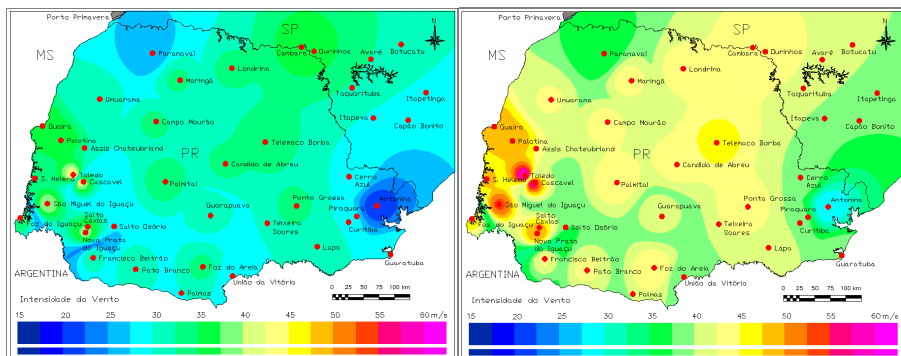 Porto Primavera
SP
N
MS
Paranavaí
Cambará
Ourinhos
Avaré
Botucatu
Londrina
Maringá
Taquarituba
Umuarama
Itapetinga
Guaíra
Campo Mourão
Itapeva
Capão Bonito
Palotina
Assis Chateubriand
Telemaco Borba
PR
Candido de Abreu
S. Helena
Toledo
Cascavel
Palmital
Cerro
Azul
São Miguel do Iguaçu
Ponta Grossa
Antonina
Piraquara
Foz do Iguaçu
Salto
Caxias
Salto Osório
Guarapuava
Teixeira
Soares
Curitiba
Nova Prata
do Iguaçu
Lapa
Francisco Beltrão
Guaratuba
ARGENTINA
Pato Branco
Foz do Areia
União da Vitória
Palmas
0 20 40 60 80 100 km
Intensidade do Vento
15 20 25 30 35 40 45 50 55 60 m/s
Porto Primavera
SP
N
MS
Paranavaí
Cambará
Ourinhos
Avaré
Botucatu
Londrina
Maringá
Taquarituba
Umuarama
Itapetinga
Guaíra
Campo Mourão
Itapeva
Capão Bonito
Palotina
Assis Chateubriand
Telemaco Borba
PR
Candido de Abreu
S. Helena
Toledo
Cascavel
Palmital
Cerro
Azul
São Miguel do Iguaçu
Ponta Grossa
Antonina
Piraquara
Foz do Iguaçu
Salto
Caxias
Salto Osório
Guarapuava
Teixeira
Soares
Curitiba
Nova Prata
do Iguaçu
Lapa
Francisco Beltrão
Guaratuba
ARGENTINA
Pato Branco
Foz do Areia
União da Vitória
Palmas
0 20 40 60 80 100 km
Intensidade do Vento
15 20 25 30 35 40 45 50 55 60 m/s